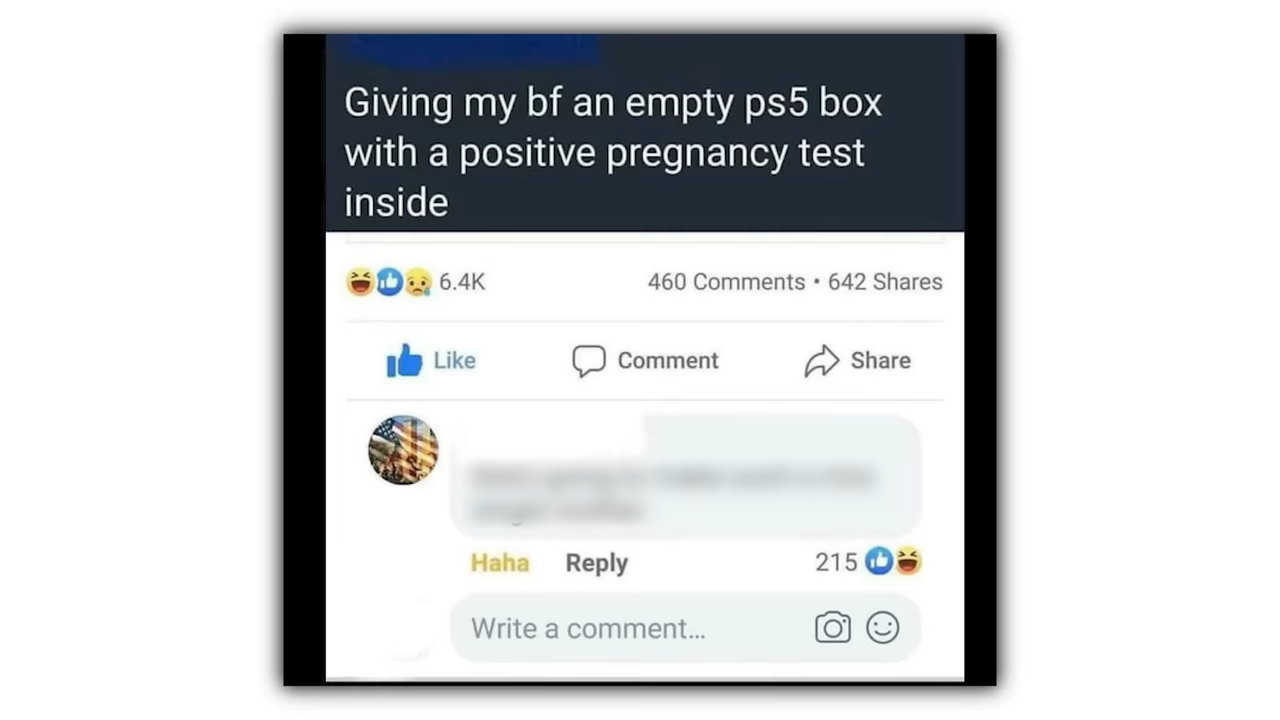 Giving my bf an empty ps5 box
with a positive pregnancy test
inside
6.4K
460 Comments • 642 Shares
Like
Comment
Share
Haha
Reply
215
Write a comment...